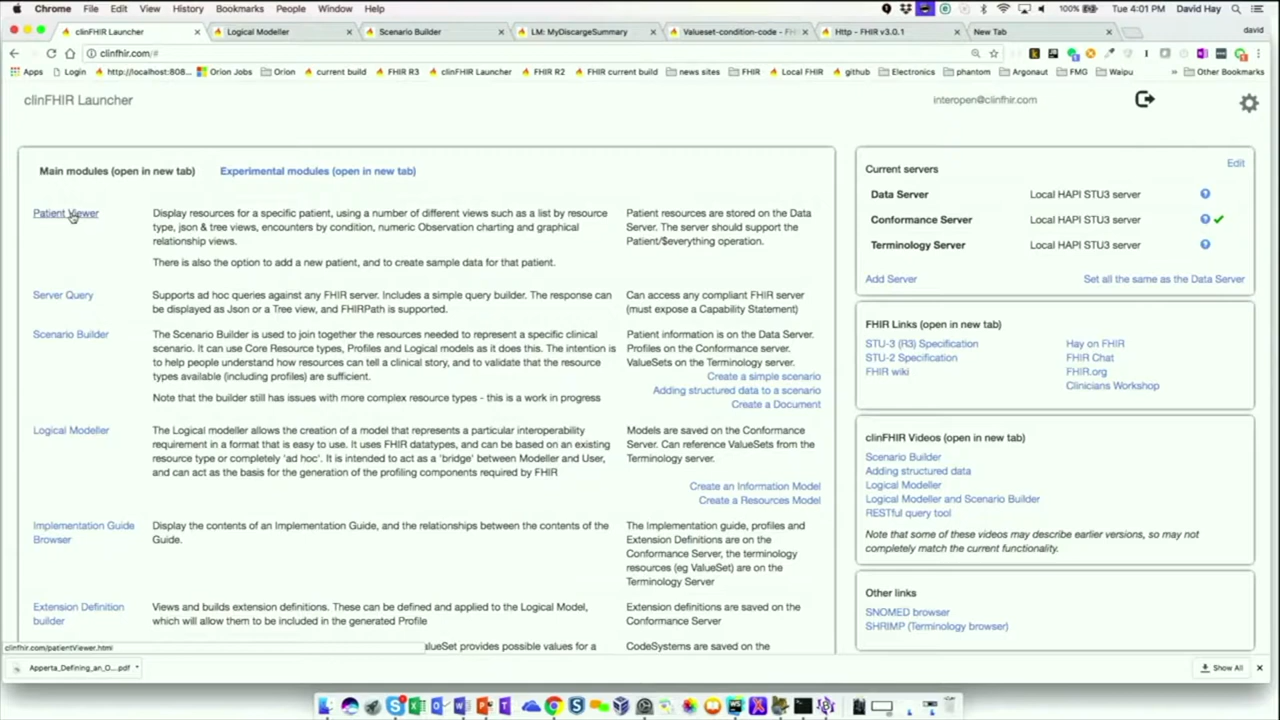 Chrome File Edit View History Bookmarks People Window Help 100% Tue 4:01 PM David Hay
clinFHIR Launcher Logical Modeller Scenario Builder LM: MyDiscargeSummary Valueset-condition-code - FH Http - FHIR v3.0.1 New Tab david
clinfhir.com/#
Apps Login http://localhost:808... Orion Jobs Orion current build FHIR R3 clinFHIR Launcher FHIR R2 FHIR current build news sites FHIR Local FHIR github Electronics phantom Argonaut FMG Waipu » Other Bookmarks
clinFHIR Launcher
interopen@clinfhir.com
Main modules (open in new tab) Experimental modules (open in new tab)
Patient Viewer
Display resources for a specific patient, using a number of different views such as a list by resource
type, json & tree views, encounters by condition, numeric Observation charting and graphical
relationship views.
There is also the option to add a new patient, and to create sample data for that patient.
Patient resources are stored on the Data
Server. The server should support the
Patient/$everything operation.
Server Query
Supports ad hoc queries against any FHIR server. Includes a simple query builder. The response can
be displayed as Json or a Tree view, and FHIRPath is supported.
Can access any compliant FHIR server
(must expose a Capability Statement)
Scenario Builder
The Scenario Builder is used to join together the resources needed to represent a specific clinical
scenario. It can use Core Resource types, Profiles and Logical models as it does this. The intention is
to help people understand how resources can tell a clinical story, and to validate that the resource
types available (including profiles) are sufficient.
Note that the builder still has issues with more complex resource types - this is a work in progress
Patient information is on the Data Server.
Profiles on the Conformance server.
ValueSets on the Terminology server.
Create a simple scenario
Adding structured data to a scenario
Create a Document
Logical Modeller
The Logical modeller allows the creation of a model that represents a particular interoperability
requirement in a format that is easy to use. It uses FHIR datatypes, and can be based on an existing
resource type or completely 'ad hoc'. It is intended to act as a 'bridge' between Modeller and User,
and can act as the basis for the generation of the profiling components required by FHIR
Models are saved on the Conformance
Server. Can reference ValueSets from the
Terminology server.
Create an Information Model
Create a Resources Model
Implementation Guide
Browser
Display the contents of an Implementation Guide, and the relationships between the contents of the
Guide.
The Implementation guide, profiles and
Extension Definitions are on the
Conformance Server, the terminology
resources (eg ValueSet) are on the
Terminology Server
Extension Definition
builder
Views and builds extension definitions. These can be defined and applied to the Logical Model,
which will allow them to be included in the generated Profile
Extension definitions are saved on the
Conformance Server
alueSet provides possible values for a
CodeSystems are saved on the
Current servers Edit
Data Server Local HAPI STU3 server
Conformance Server Local HAPI STU3 server
Terminology Server Local HAPI STU3 server
Add Server Set all the same as the Data Server
FHIR Links (open in new tab)
STU-3 (R3) Specification Hay on FHIR
STU-2 Specification FHIR Chat
FHIR wiki FHIR.org
Clinicians Workshop
clinFHIR Videos (open in new tab)
Scenario Builder
Adding structured data
Logical Modeller
Logical Modeller and Scenario Builder
RESTful query tool
Note that some of these videos may describe earlier versions, so may not
completely match the current functionality.
Other links
SNOMED browser
SHRIMP (Terminology browser)
clinfhir.com/patientViewer.html
Apperta_Defining_an_O....pdf Show All